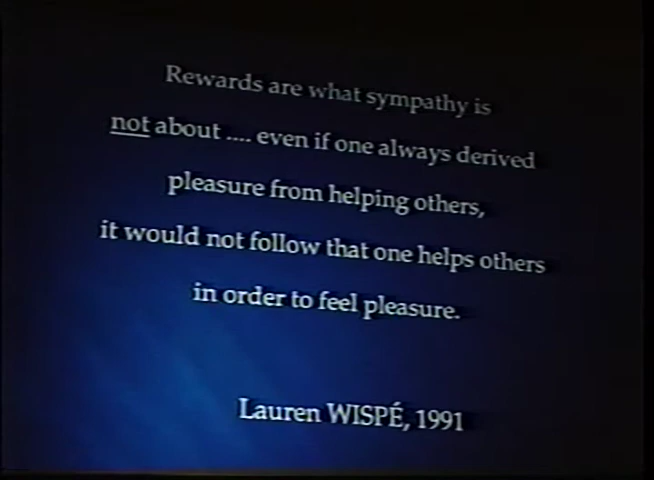 Rewards are what sympathy is
not about .... even if one always derived
pleasure from helping others,
it would not follow that one helps others
in order to feel pleasure.
Lauren WISPÉ, 1991